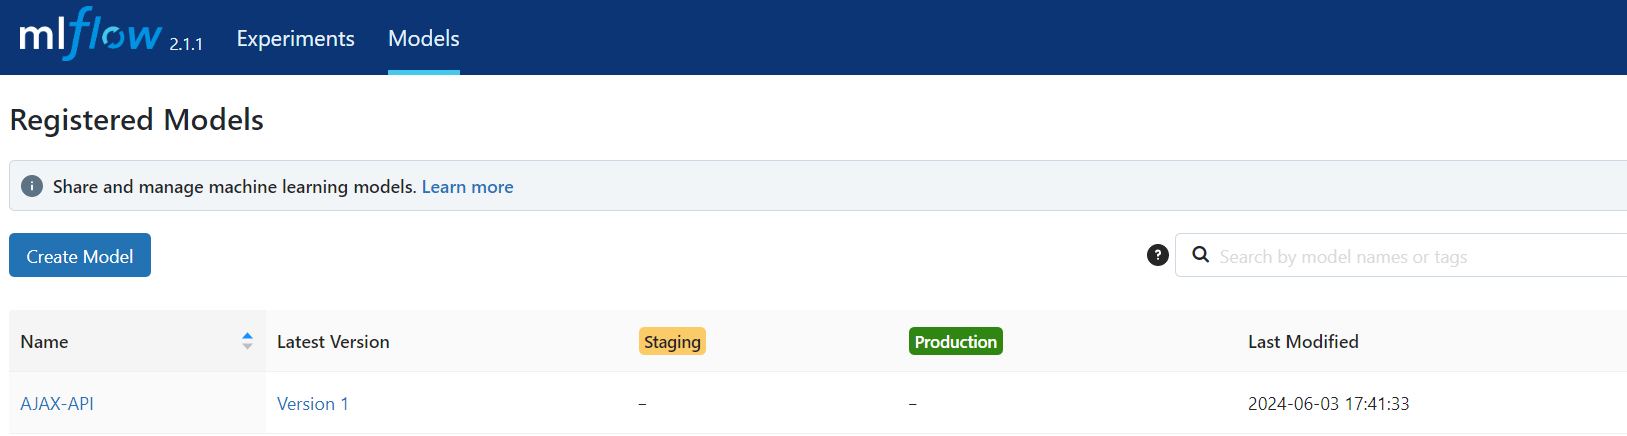 mlflow 2.1.1 Experiments Models
Registered Models
i Share and manage machine learning models. Learn more
Create Model ? Search by model names or tags
Name Latest Version Staging Production Last Modified
AJAX-API Version 1 – – 2024-06-03 17:41:33